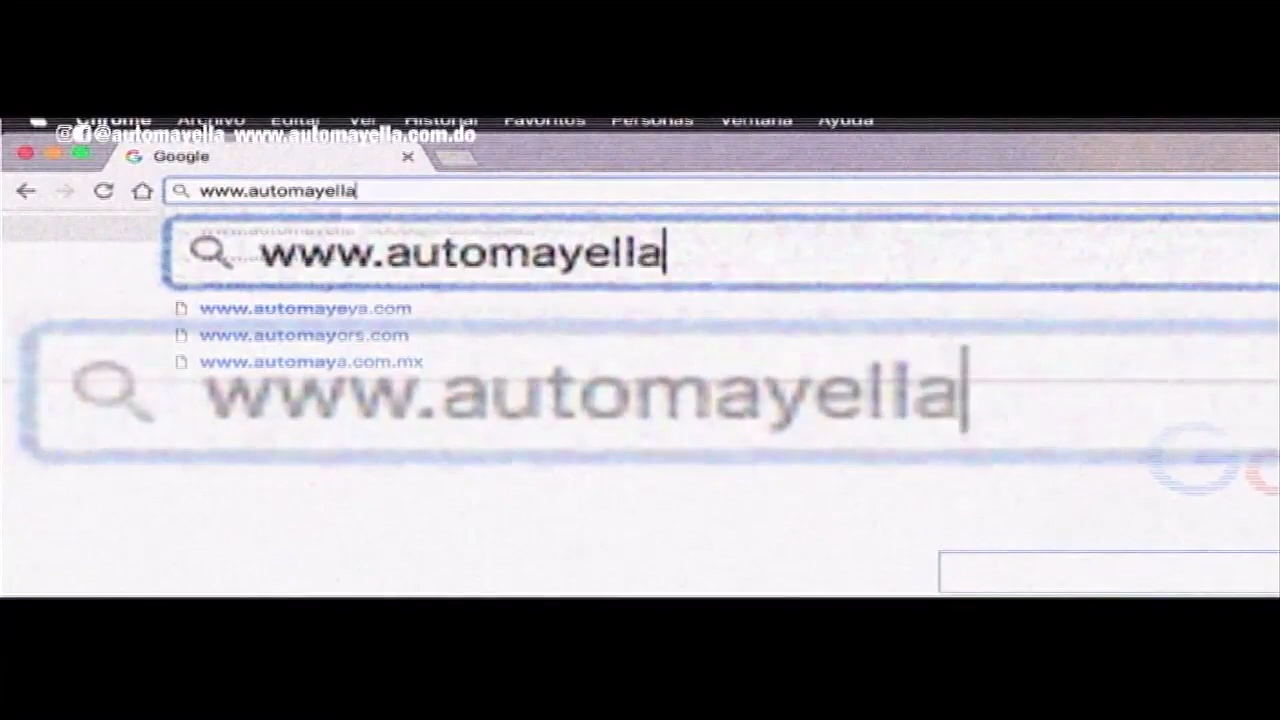 Chrome Archivo Editar Ver Historial Favoritos Personas Ventana Ayuda
@automayella www.automayella.com.do
Google
www.automayella
www.automayella
www.automayeya.com
www.automayors.com
www.automaya.com.mx
www.automayella
Go